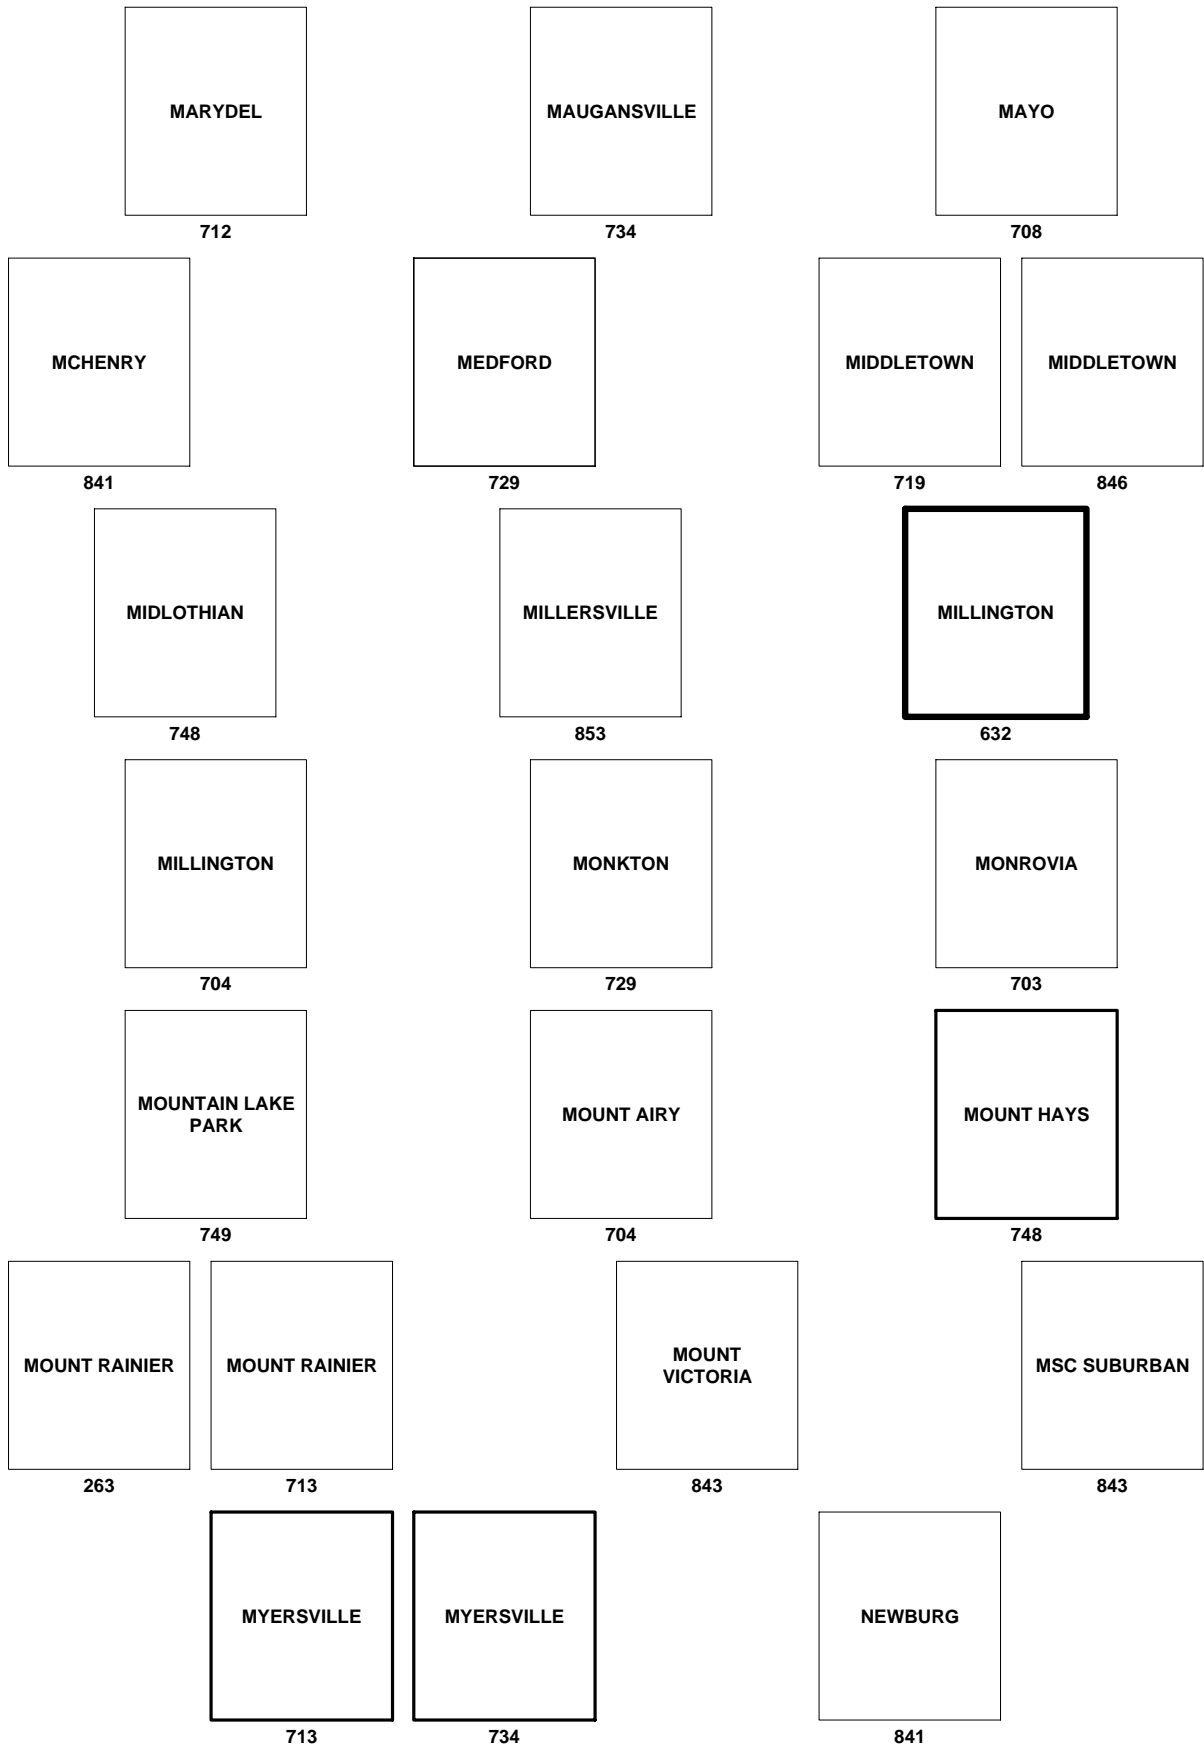 MARYDEL
MAUGANSVILLE
MAYO
712
734
708
MCHENRY
MEDFORD
MIDDLETOWN
MIDDLETOWN
841
729
719
846
MIDLOTHIAN
MILLERSVILLE
MILLINGTON
748
853
632
MILLINGTON
MONKTON
MONROVIA
704
729
703
MOUNTAIN LAKE
PARK
MOUNT AIRY
MOUNT HAYS
749
704
748
MOUNT RAINIER
MOUNT RAINIER
MOUNT
VICTORIA
MSC SUBURBAN
263
713
843
843
MYERSVILLE
MYERSVILLE
NEWBURG
713
734
841